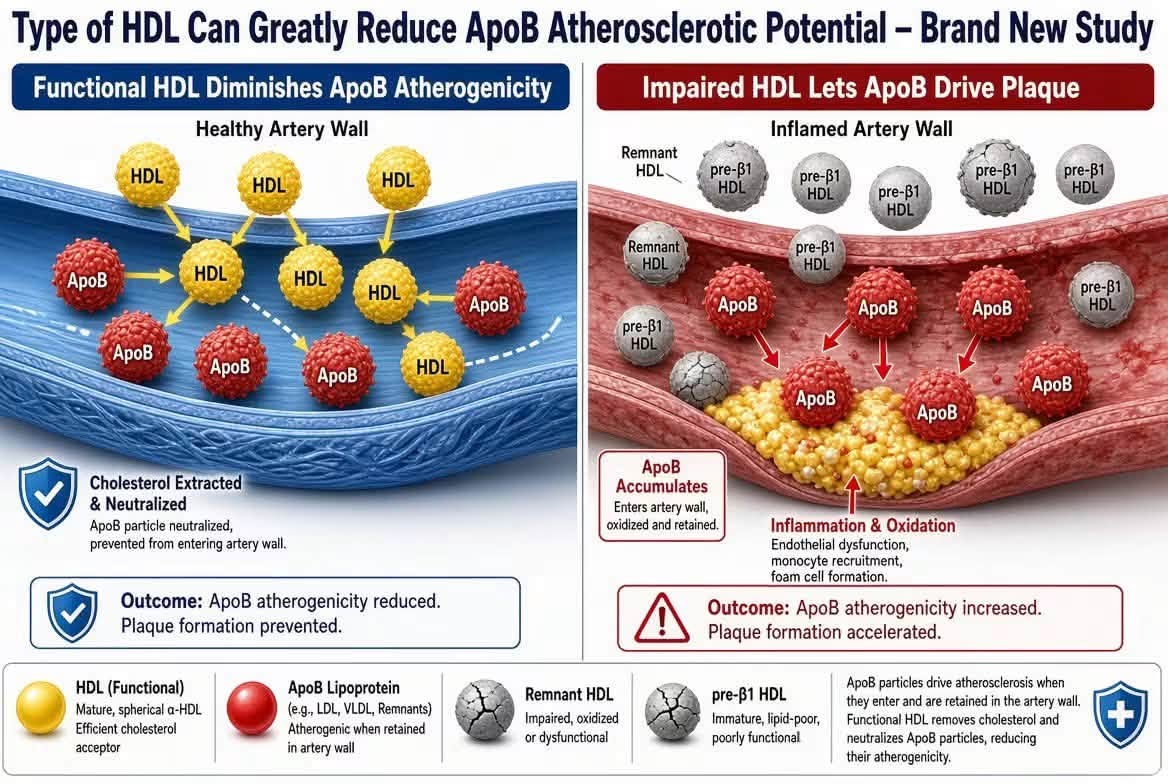 Type of HDL Can Greatly Reduce ApoB Atherosclerotic Potential – Brand New Study
Functional HDL Diminishes ApoB Atherogenicity
Healthy Artery Wall
HDL
HDL
HDL
ApoB
HDL
HDL
HDL
ApoB
ApoB
ApoB
ApoB
HDL
Cholesterol Extracted
& Neutralized
ApoB particle neutralized,
prevented from entering artery wall.
Outcome: ApoB atherogenicity reduced.
Plaque formation prevented.
Impaired HDL Lets ApoB Drive Plaque
Inflamed Artery Wall
Remnant
HDL
pre-β1
HDL
pre-β1
HDL
pre-β1
HDL
pre-β1
HDL
pre-β1
HDL
Remnant
HDL
pre-β1
HDL
pre-β1
HDL
ApoB
ApoB
ApoB
pre-β1
HDL
ApoB
ApoB
ApoB
ApoB
Accumulates
Enters artery wall,
oxidized and retained.
Inflammation & Oxidation
Endothelial dysfunction,
monocyte recruitment,
foam cell formation.
Outcome: ApoB atherogenicity increased.
Plaque formation accelerated.
HDL (Functional)
Mature, spherical α-HDL
Efficient cholesterol
acceptor
ApoB Lipoprotein
(e.g., LDL, VLDL, Remnants)
Atherogenic when retained
in artery wall
Remnant HDL
Impaired, oxidized
or dysfunctional
pre-β1 HDL
Immature, lipid-poor,
poorly functional
ApoB particles drive atherosclerosis when
they enter and are retained in the artery wall.
Functional HDL removes cholesterol and
neutralizes ApoB particles, reducing
their atherogenicity.